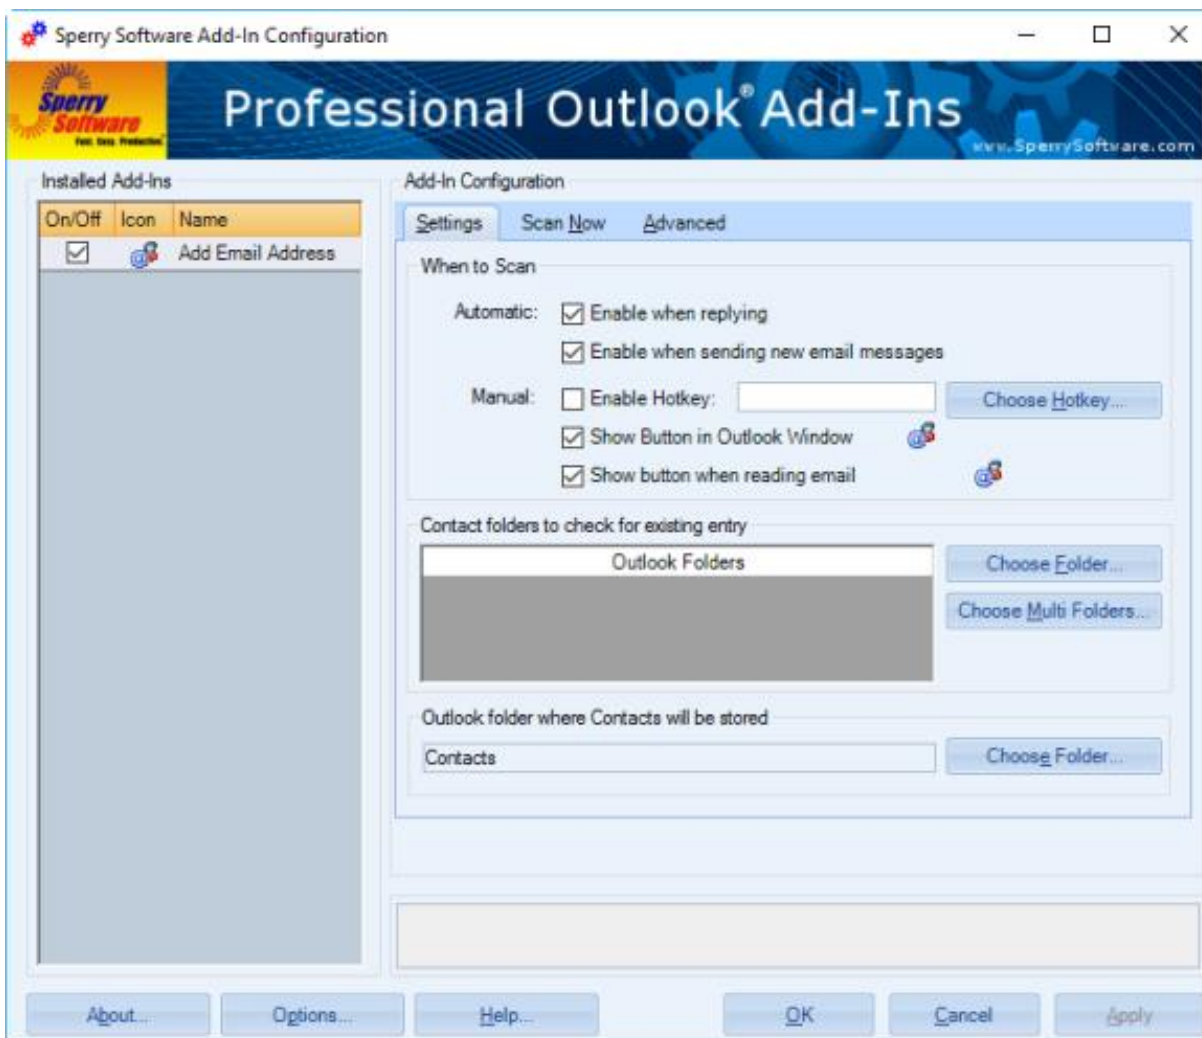 Sperry Software Add-In Configuration
Sperry
Software
Fast. Easy. Productive.
Professional Outlook® Add-Ins
www.SperrySoftware.com
Installed Add-Ins
On/Off Icon Name
Add Email Address
Add-In Configuration
Settings Scan Now Advanced
When to Scan
Automatic: Enable when replying
Enable when sending new email messages
Manual: Enable Hotkey: Choose Hotkey...
Show Button in Outlook Window
Show button when reading email
Contact folders to check for existing entry
Outlook Folders
Choose Folder...
Choose Multi Folders...
Outlook folder where Contacts will be stored
Contacts Choose Folder...
About... Options... Help... OK Cancel Apply